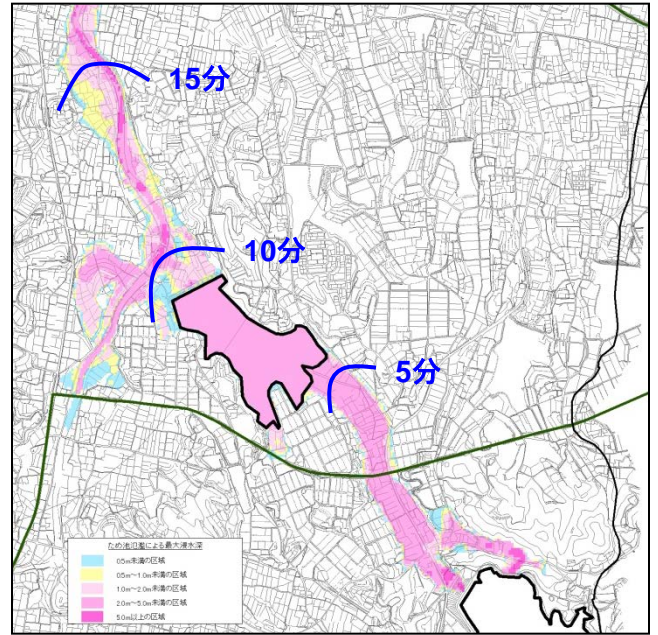 15分
10分
5分
ため池氾濫による最大浸水深
0.5m未満の区域
0.5m~1.0m未満の区域
1.0m~2.0m未満の区域
2.0m~5.0m未満の区域
5.0m以上の区域